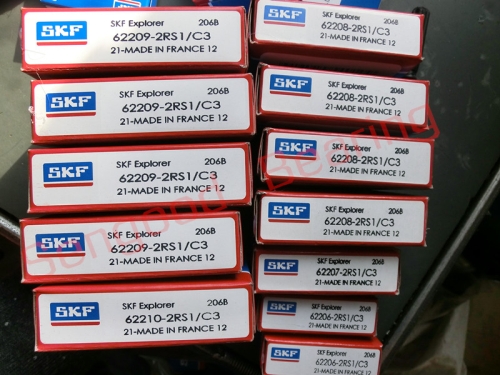 SKF
SKF Explorer 206B
62209-2RS1/C3
21-MADE IN FRANCE 12
SKF
SKF Explorer 206B
62209-2RS1/C3
21-MADE IN FRANCE 12
SKF
SKF Explorer 206B
62209-2RS1/C3
21-MADE IN FRANCE 12
SKF
SKF Explorer 206B
62209-2RS1/C3
21-MADE IN FRANCE 12
SKF
SKF Explorer 206B
62210-2RS1/C3
21-MADE IN FRANCE 12
SKF
SKF Explorer 206B
62208-2RS1/C3
21-MADE IN FRANCE 12
SKF
SKF Explorer 206B
62208-2RS1/C3
21-MADE IN FRANCE 12
SKF
SKF Explorer 206B
62208-2RS1/C3
21-MADE IN FRANCE 12
SKF
SKF Explorer 206B
62208-2RS1/C3
21-MADE IN FRANCE 12
SKF
SKF Explorer 206B
62207-2RS1/C3
21-MADE IN FRANCE 12
SKF
SKF Explorer 206B
62206-2RS1/C3
21-MADE IN FRANCE 12
SKF
SKF Explorer 206B
62206-2RS1/C3
21-MADE IN FRANCE 12
Bearing